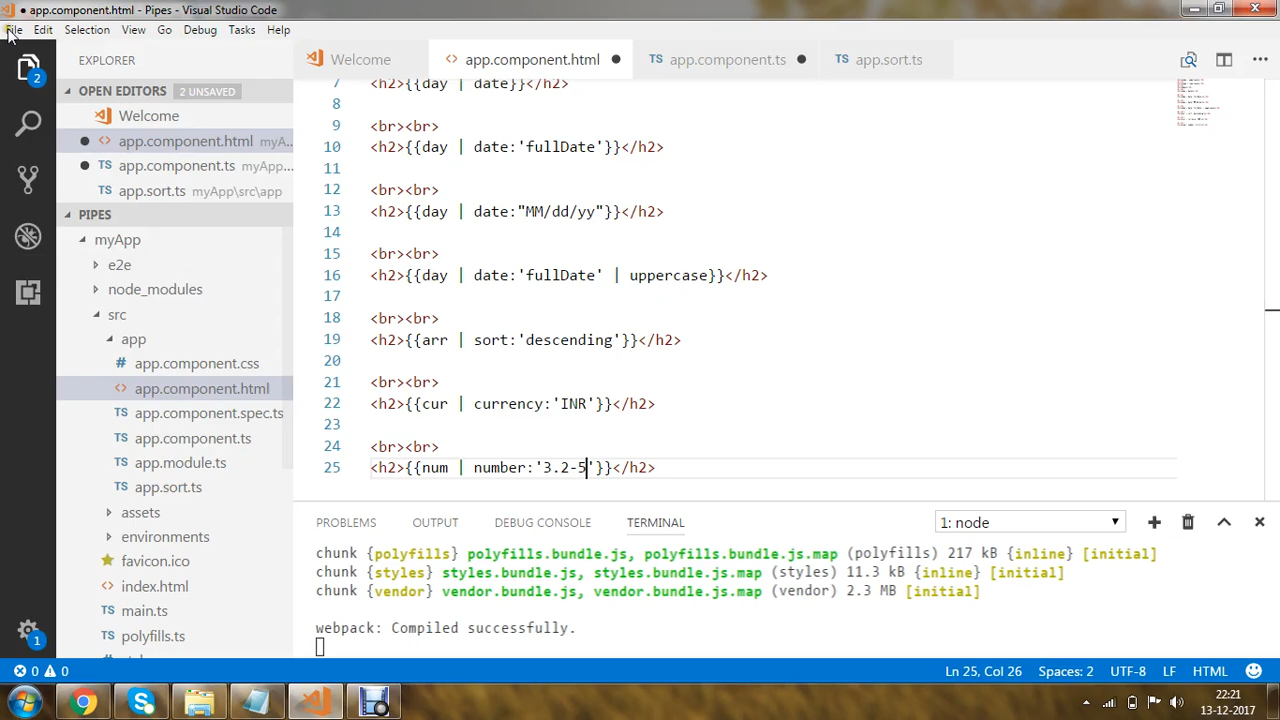 ● app.component.html - Pipes - Visual Studio Code
File Edit Selection View Go Debug Tasks Help
EXPLORER
OPEN EDITORS 2 UNSAVED
Welcome
app.component.html myA...
app.component.ts myApp...
app.sort.ts myApp\src\app
PIPES
myApp
e2e
node_modules
src
app
app.component.css
app.component.html
app.component.spec.ts
app.component.ts
my.app.module.ts
app.sort.ts
assets
environments
favicon.ico
index.html
main.ts
polyfills.ts
2
1
Welcome app.component.html TS app.component.ts TS app.sort.ts
7 <h2>{{day | date}}</h2>
8
9 <br><br>
10 <h2>{{day | date:'fullDate'}}</h2>
11
12 <br><br>
13 <h2>{{day | date:"MM/dd/yy"}}</h2>
14
15 <br><br>
16 <h2>{{day | date:'fullDate' | uppercase}}</h2>
17
18 <br><br>
19 <h2>{{arr | sort:'descending'}}</h2>
20
21 <br><br>
22 <h2>{{cur | currency:'INR'}}</h2>
23
24 <br><br>
25 <h2>{{num | number:'3.2-5'}}</h2>
PROBLEMS OUTPUT DEBUG CONSOLE TERMINAL 1: node
chunk {polyfills} polyfills.bundle.js, polyfills.bundle.js.map (polyfills) 217 kB {inline} [initial]
chunk {styles} styles.bundle.js, styles.bundle.js.map (styles) 11.3 kB {inline} [initial]
chunk {vendor} vendor.bundle.js, vendor.bundle.js.map (vendor) 2.3 MB [initial]
webpack: Compiled successfully.
0 0 Ln 25, Col 26 Spaces: 2 UTF-8 LF HTML
22:21
13-12-2017